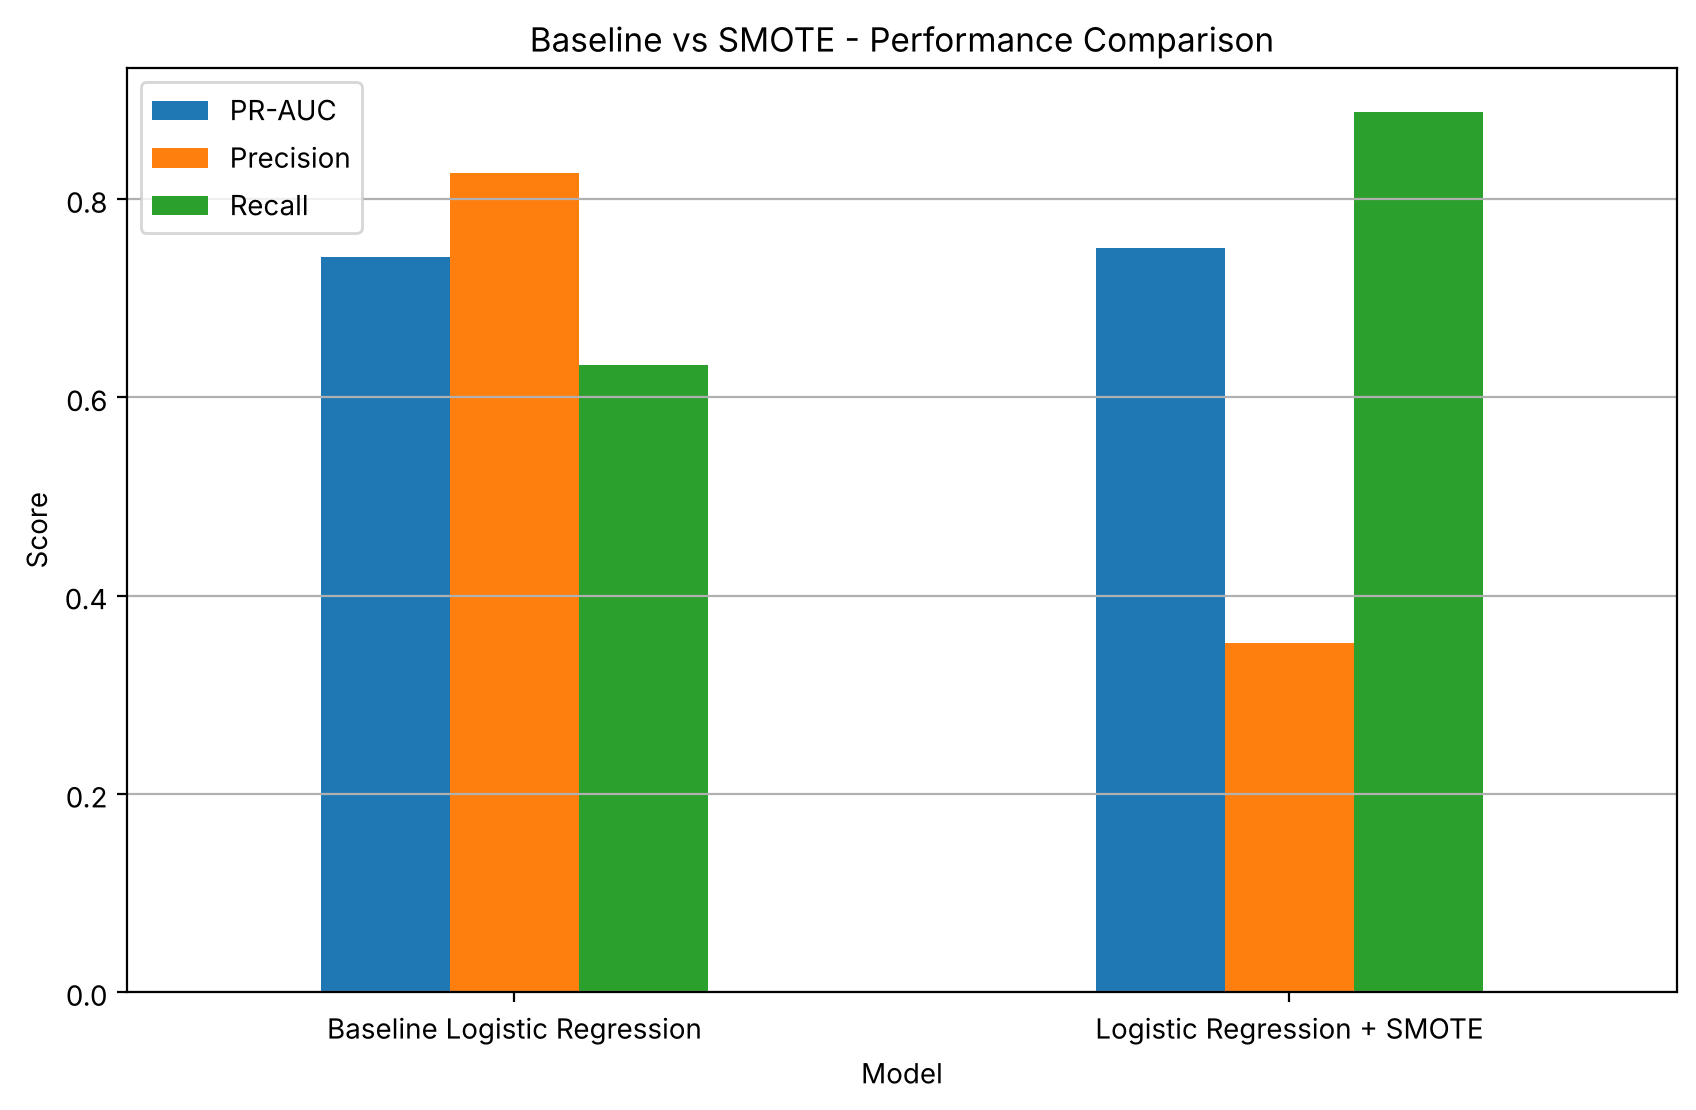 Baseline vs SMOTE - Performance Comparison
PR-AUC
Precision
Recall
0.8
0.6
0.4
0.2
0.0
Score
Baseline Logistic Regression
Logistic Regression + SMOTE
Model